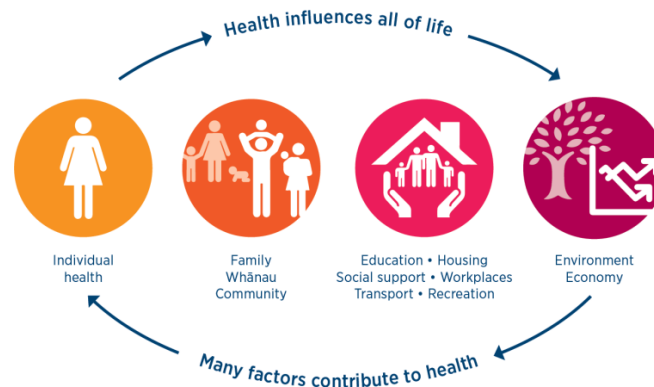 Health influences all of life
Individual
health
Family
Whānau
Community
Education • Housing
Social support • Workplaces
Transport • Recreation
Environment
Economy
Many factors contribute to health